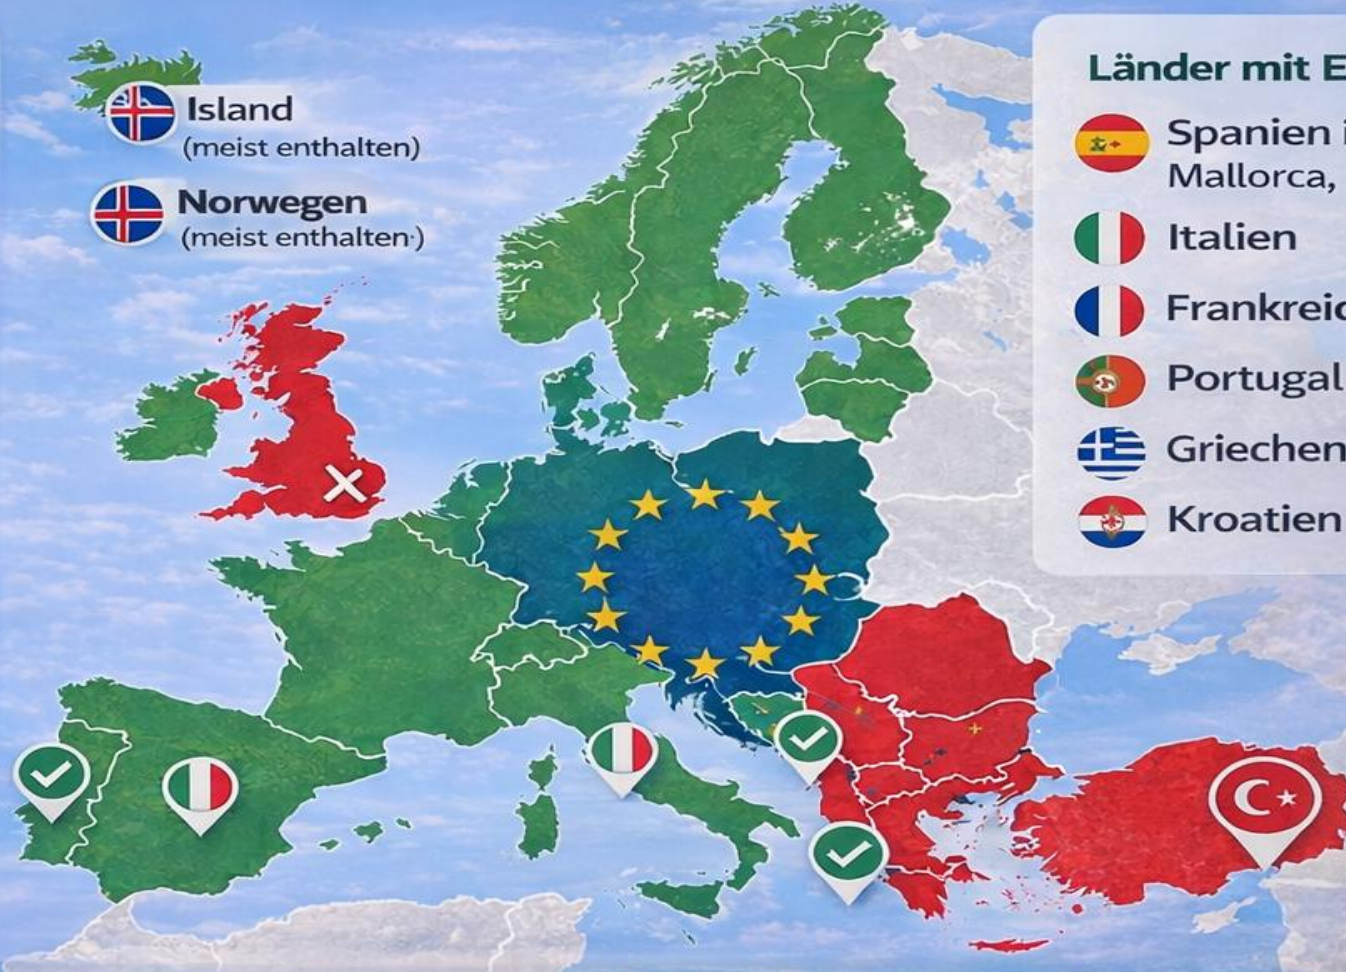 Island
(meist enthalten)
Norwegen
(meist enthalten·)
Länder mit E
Spanien i
Mallorca,
Italien
Frankreic
Portugal
Griechen
Kroatien